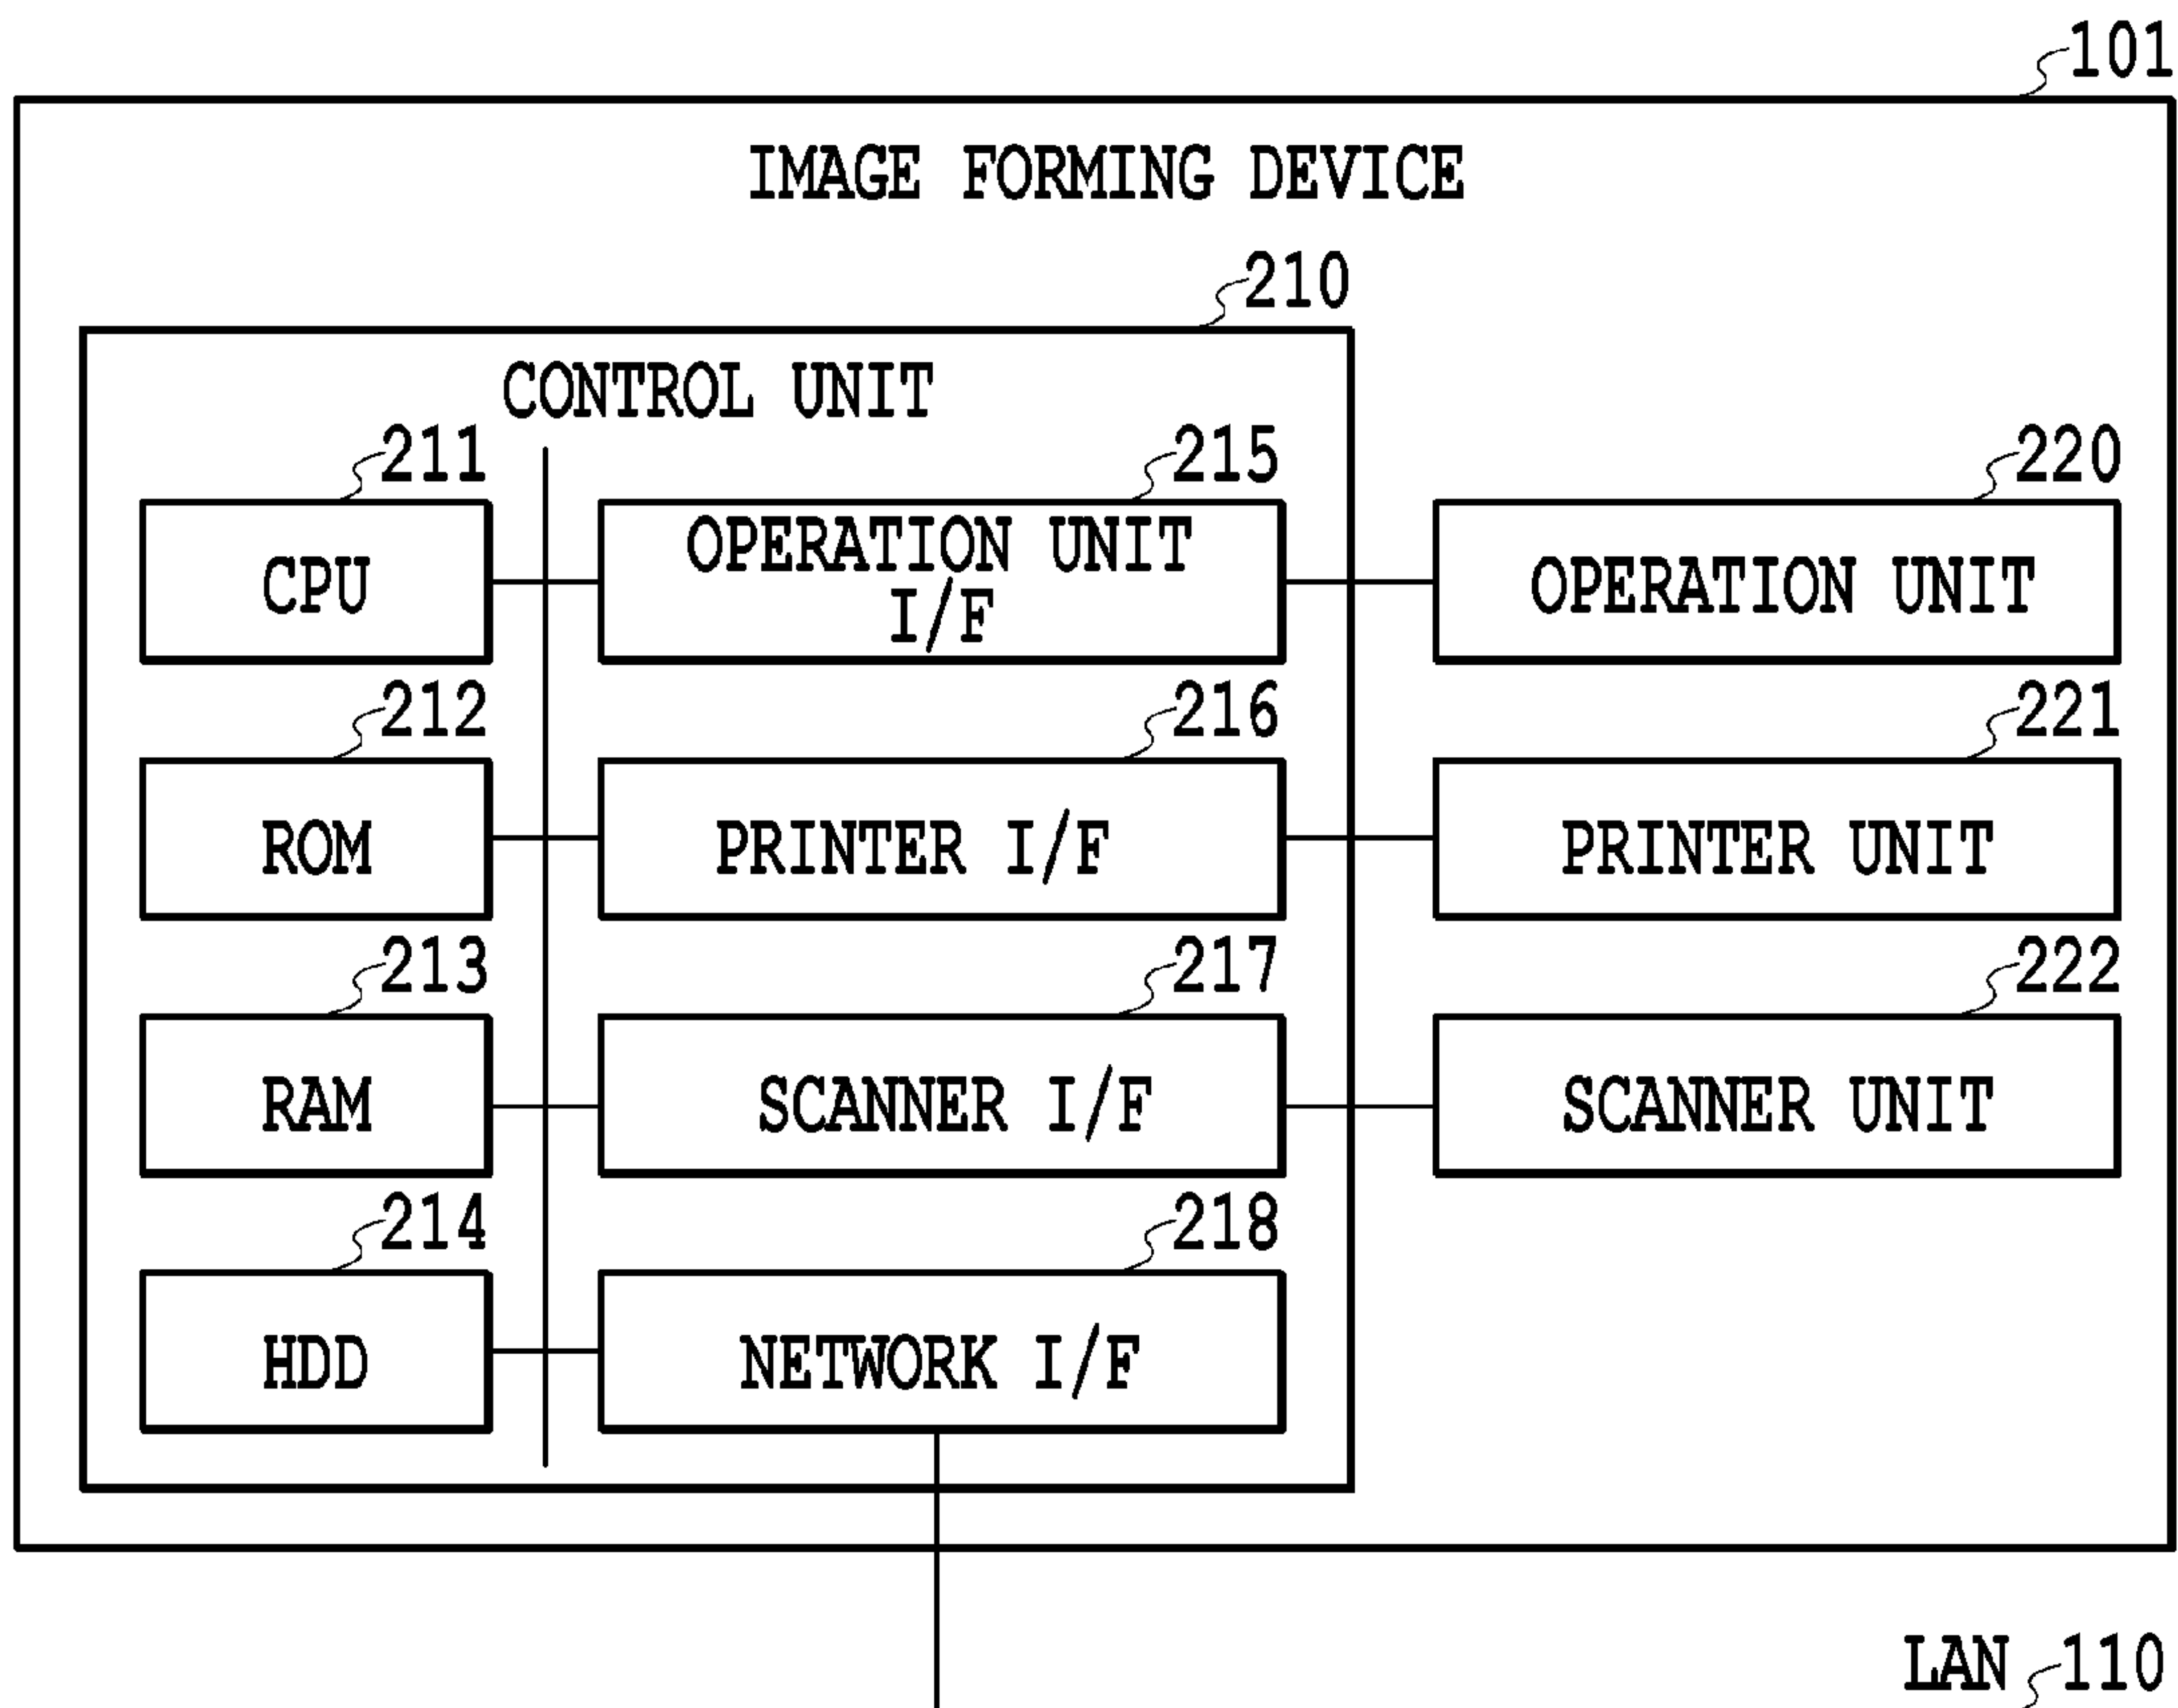 101
IMAGE FORMING DEVICE
210
CONTROL UNIT
211
215
220
CPU
OPERATION UNIT
I/F
OPERATION UNIT
212
216
221
ROM
PRINTER I/F
PRINTER UNIT
213
217
222
RAM
SCANNER I/F
SCANNER UNIT
214
218
HDD
NETWORK I/F
LAN 110